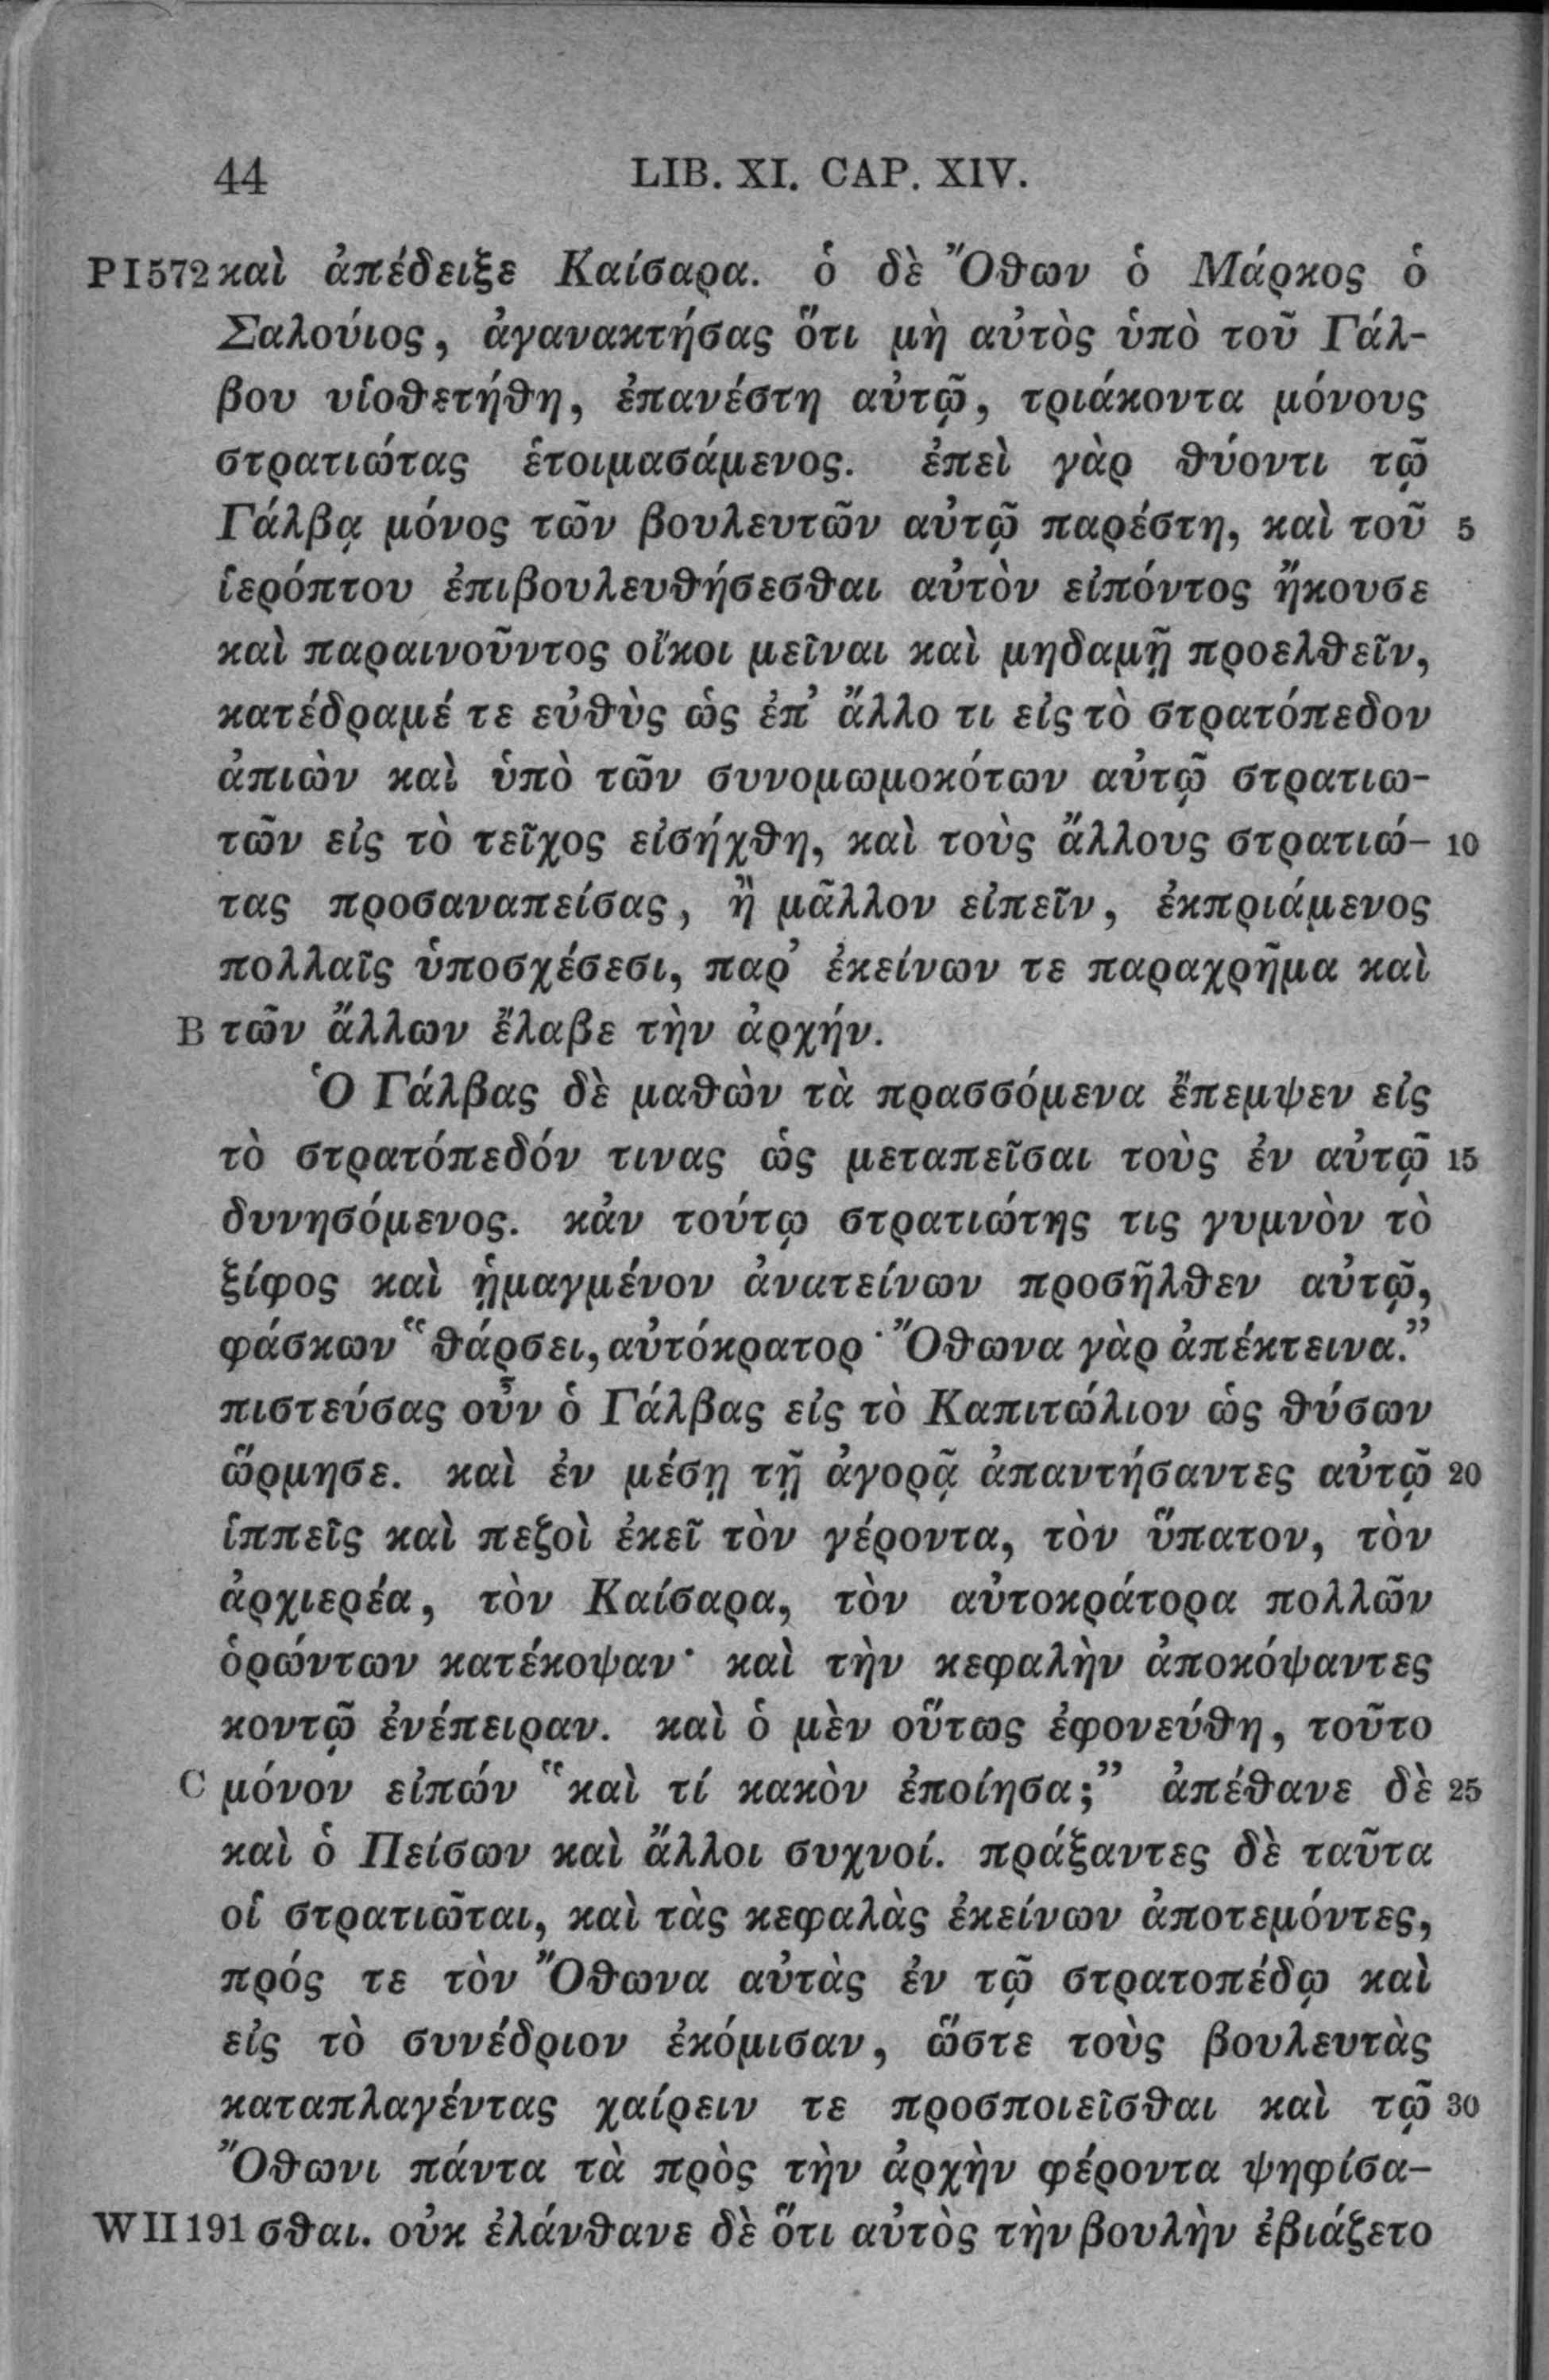 44 LIB. XI. CAP. XIV.
PI572 καὶ ἀπέδειξε Καίσαρα. ὁ δὲ Ὄθων ὁ Μάρκος ὁ
Σαλούιος, ἀγανακτήσας ὅτι μὴ αὐτὸς ὑπὸ τοῦ Γάλ-
βου υἱοθετήθη, ἐπανέστη αὐτῷ, τριάκοντα μόνους
στρατιώτας ἑτοιμασάμενος. ἐπεὶ γὰρ θύοντι τῷ
Γάλβᾳ μόνος τῶν βουλευτῶν αὐτῷ παρέστη, καὶ τοῦ 5
ἱερόπτου ἐπιβουλευθήσεσθαι αὐτὸν εἰπόντος ἤκουσε
καὶ παραινοῦντος οἴκοι μεῖναι καὶ μηδαμῇ προελθεῖν,
κατέδραμέ τε εὐθὺς ὡς ἐπ’ ἄλλο τι εἰς τὸ στρατόπεδον
ἀπιὼν καὶ ὑπὸ τῶν συνομωμοκότων αὐτῷ στρατιω-
τῶν εἰς τὸ τεῖχος εἰσήχθη, καὶ τοὺς ἄλλους στρατιώ- 10
τας προσαναπείσας, ἢ μᾶλλον εἰπεῖν, ἐκπριάμενος
πολλαῖς ὑποσχέσεσι, παρ’ ἐκείνων τε παραχρῆμα καὶ
B τῶν ἄλλων ἔλαβε τὴν ἀρχήν.
Ὁ Γάλβας δὲ μαθὼν τὰ πρασσόμενα ἔπεμψεν εἰς
τὸ στρατόπεδόν τινας ὡς μεταπεῖσαι τοὺς ἐν αὐτῷ 15
δυνησόμενος. κἀν τούτῳ στρατιώτης τις γυμνὸν τὸ
ξίφος καὶ ᾑμαγμένον ἀνατείνων προσῆλθεν αὐτῷ,
φάσκων “θάρσει, αὐτόκρατορ· Ὄθωνα γὰρ ἀπέκτεινα.”
πιστεύσας οὖν ὁ Γάλβας εἰς τὸ Καπιτώλιον ὡς θύσων
ὥρμησε. καὶ ἐν μέσῃ τῇ ἀγορᾷ ἀπαντήσαντες αὐτῷ 20
ἱππεῖς καὶ πεζοὶ ἐκεῖ τὸν γέροντα, τὸν ὕπατον, τὸν
ἀρχιερέα, τὸν Καίσαρα, τὸν αὐτοκράτορα πολλῶν
ὁρώντων κατέκοψαν· καὶ τὴν κεφαλὴν ἀποκόψαντες
κοντῷ ἐνέπειραν. καὶ ὁ μὲν οὕτως ἐφονεύθη, τοῦτο
C μόνον εἰπών “καὶ τί κακὸν ἐποίησα;” ἀπέθανε δὲ 25
καὶ ὁ Πείσων καὶ ἄλλοι συχνοί. πράξαντες δὲ ταῦτα
οἱ στρατιῶται, καὶ τὰς κεφαλὰς ἐκείνων ἀποτεμόντες,
πρός τε τὸν Ὄθωνα αὐτὰς ἐν τῷ στρατοπέδῳ καὶ
εἰς τὸ συνέδριον ἐκόμισαν, ὥστε τοὺς βουλευτὰς
καταπλαγέντας χαίρειν τε προσποιεῖσθαι καὶ τῷ 30
Ὄθωνι πάντα τὰ πρὸς τὴν ἀρχὴν φέροντα ψηφίσα-
WII191 σθαι. οὐκ ἐλάνθανε δὲ ὅτι αὐτὸς τὴν βουλὴν ἐβιάζετο